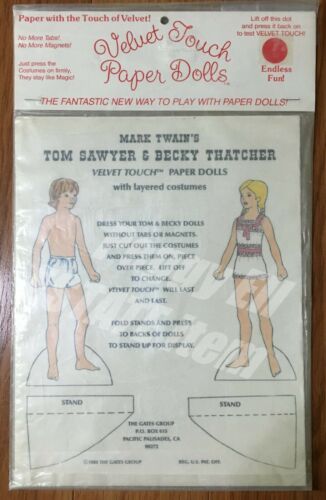 Paper with the Touch of Velvet!
No More Tabs!
No More Magnets!
Just press the
Costumes on firmly,
They stay like Magic!
Velvet Touch
Paper Dolls™
Lift off this dot
and press it back on
to test VELVET TOUCH!
Endless
Fun!
THE FANTASTIC NEW WAY TO PLAY WITH PAPER DOLLS!
MARK TWAIN'S
TOM SAWYER & BECKY THATCHER
VELVET TOUCH™ PAPER DOLLS
with layered costumes
DRESS YOUR TOM & BECKY DOLLS
WITHOUT TABS OR MAGNETS.
JUST CUT OUT THE COSTUMES
AND PRESS THEM ON, PIECE
OVER PIECE. LIFT OFF
TO CHANGE.
VELVET TOUCH™ WILL LAST
AND LAST.
FOLD STANDS AND PRESS
TO BACKS OF DOLLS
TO STAND UP FOR DISPLAY.
STAND
STAND
THE GATES GROUP
P.O. BOX
PACIFIC PALISADES, CA
THE GATES GROUP
REG. U.S. PAT. OFF.